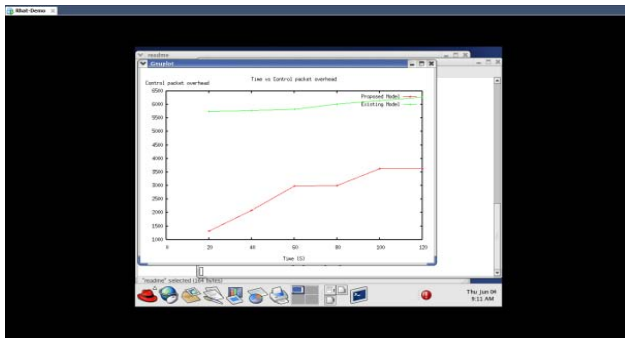 Rhat-Demo
readme
Gnuplot
Time vs Control packet overhead
Control packet overhead
6500
6000
5500
5000
4500
4000
3500
3000
2500
2000
1500
1000
Proposed Model
Existing Model
0 20 40 60 80 100 120
Time (S)
"readme" selected (104 bytes)
Thu Jun 04
9:11 AM